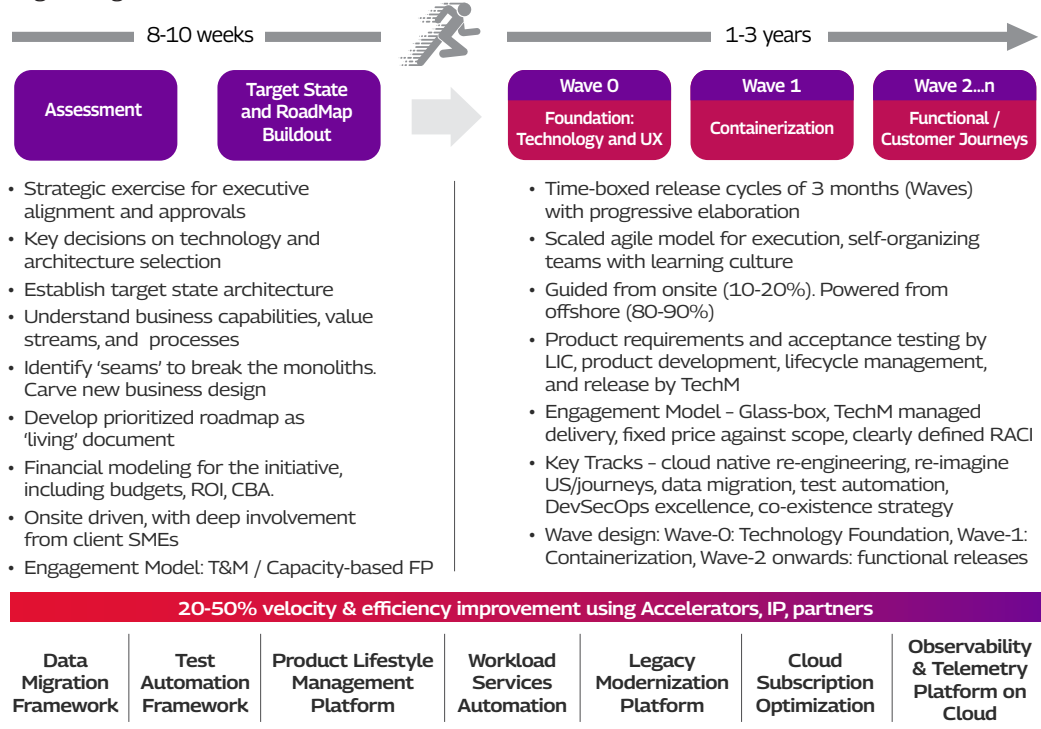 8-10 weeks
1-3 years
Assessment
Target State
and RoadMap
Buildout
Wave 0
Foundation:
Technology and UX
Wave 1
Containerization
Wave 2...n
Functional /
Customer Journeys
• Strategic exercise for executive
alignment and approvals
• Key decisions on technology and
architecture selection
• Establish target state architecture
• Understand business capabilities, value
streams, and processes
• Identify ‘seams’ to break the monoliths.
Carve new business design
• Develop prioritized roadmap as
‘living’ document
• Financial modeling for the initiative,
including budgets, ROI, CBA.
• Onsite driven, with deep involvement
from client SMEs
• Engagement Model: T&M / Capacity-based FP
• Time-boxed release cycles of 3 months (Waves)
with progressive elaboration
• Scaled agile model for execution, self-organizing
teams with learning culture
• Guided from onsite (10-20%). Powered from
offshore (80-90%)
• Product requirements and acceptance testing by
LIC, product development, lifecycle management,
and release by TechM
• Engagement Model – Glass-box, TechM managed
delivery, fixed price against scope, clearly defined RACI
• Key Tracks – cloud native re-engineering, re-imagine
US/journeys, data migration, test automation,
DevSecOps excellence, co-existence strategy
• Wave design: Wave-0: Technology Foundation, Wave-1:
Containerization, Wave-2 onwards: functional releases
20-50% velocity & efficiency improvement using Accelerators, IP, partners
Data
Migration
Framework
Test
Automation
Framework
Product Lifestyle
Management
Platform
Workload
Services
Automation
Legacy
Modernization
Platform
Cloud
Subscription
Optimization
Observability
& Telemetry
Platform on
Cloud